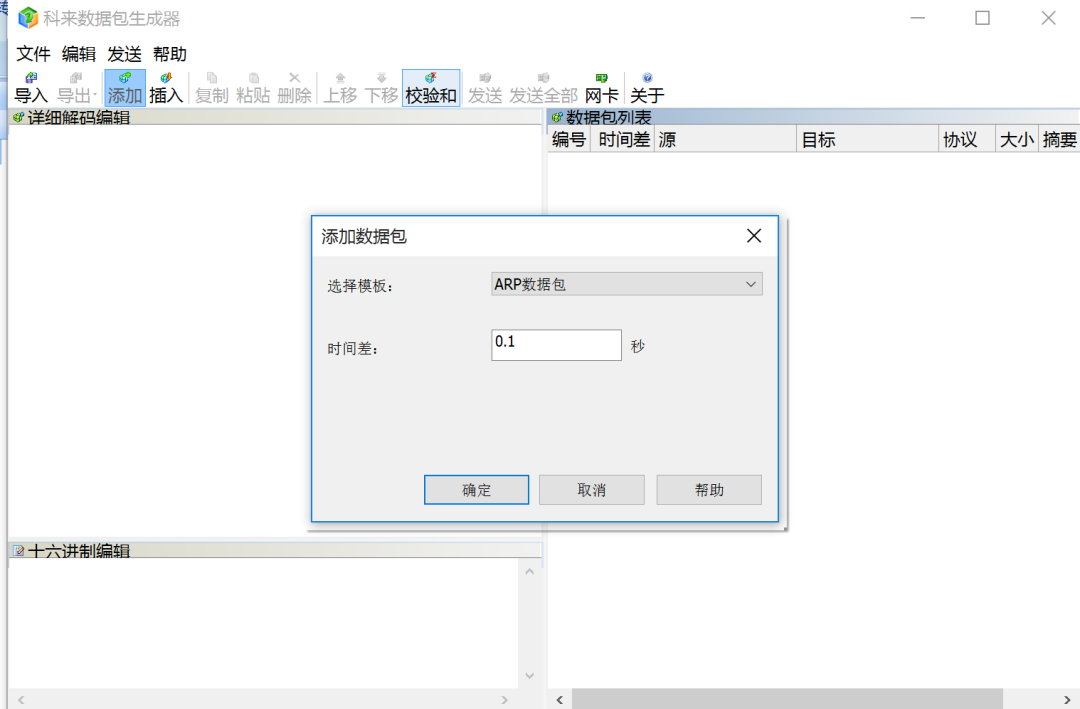 科来数据包生成器
文件 编辑 发送 帮助
导入 导出 添加 插入 复制 粘贴 删除 上移 下移 校验和 发送 发送全部 网卡 关于
详细解码编辑
数据包列表
编号 时间差 源 目标 协议 大小 摘要
添加数据包
选择模板: ARP数据包
时间差: 0.1 秒
确定 取消 帮助
十六进制编辑